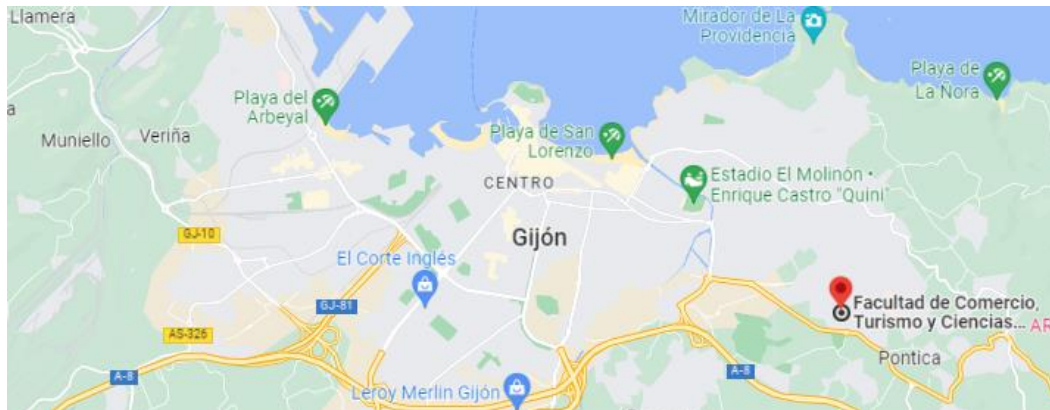 Llamera
Mirador de La
Providencia
Playa de
La Ñora
Playa del
Arbeyal
a
Muniello
Veriña
Playa de San
Lorenzo
CENTRO
Estadio El Molinón •
Enrique Castro "Quini"
GJ-10
Gijón
El Corte Inglés
GJ-81
Facultad de Comercio,
Turismo y Ciencias...
AR
AS-326
Pontica
A-8
A-8
Leroy Merlin Gijón